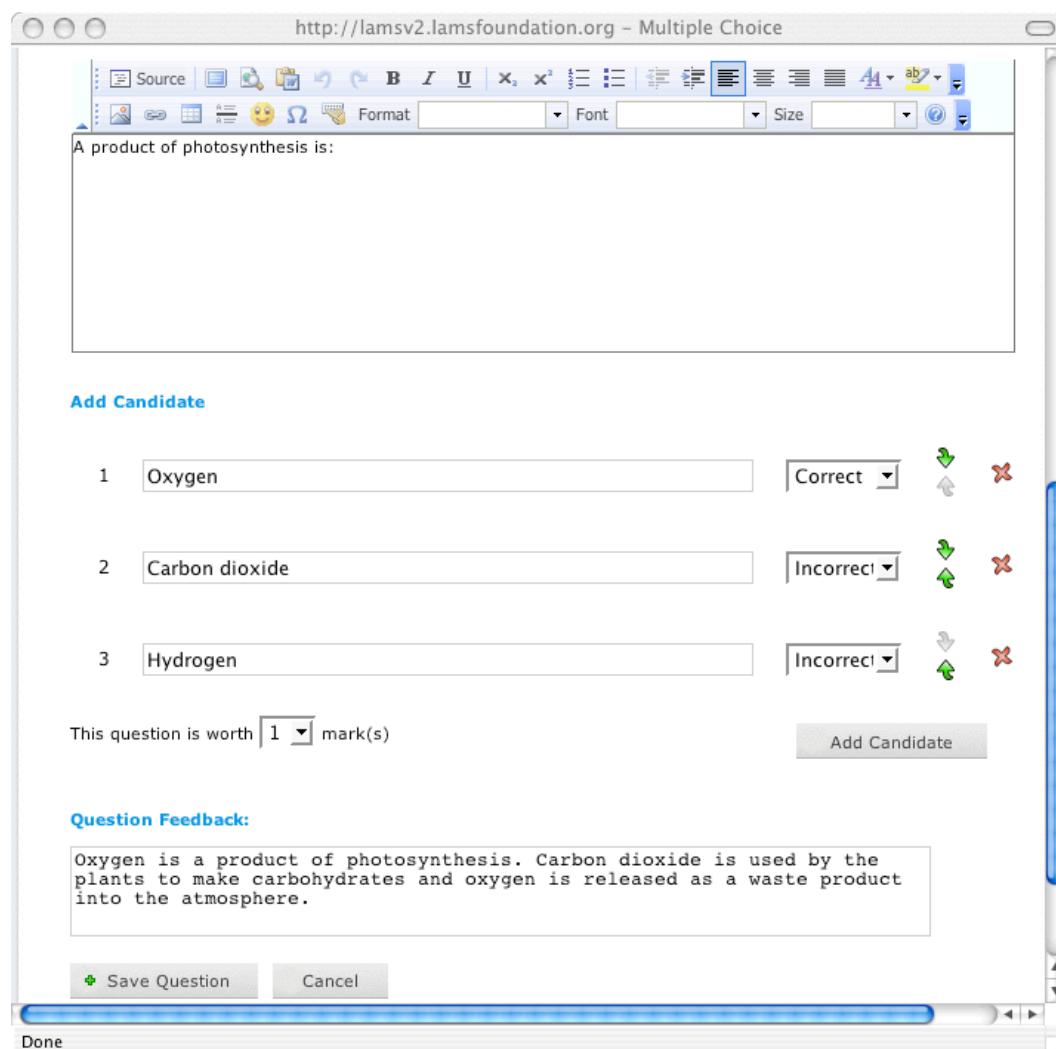 http://lamsv2.lamsfoundation.org – Multiple Choice
Source B I U
Format Font Size
A product of photosynthesis is:
Add Candidate
1 Oxygen Correct
2 Carbon dioxide Incorrect
3 Hydrogen Incorrect
This question is worth 1 mark(s)
Add Candidate
Question Feedback:
Oxygen is a product of photosynthesis. Carbon dioxide is used by the
plants to make carbohydrates and oxygen is released as a waste product
into the atmosphere.
Save Question Cancel
Done